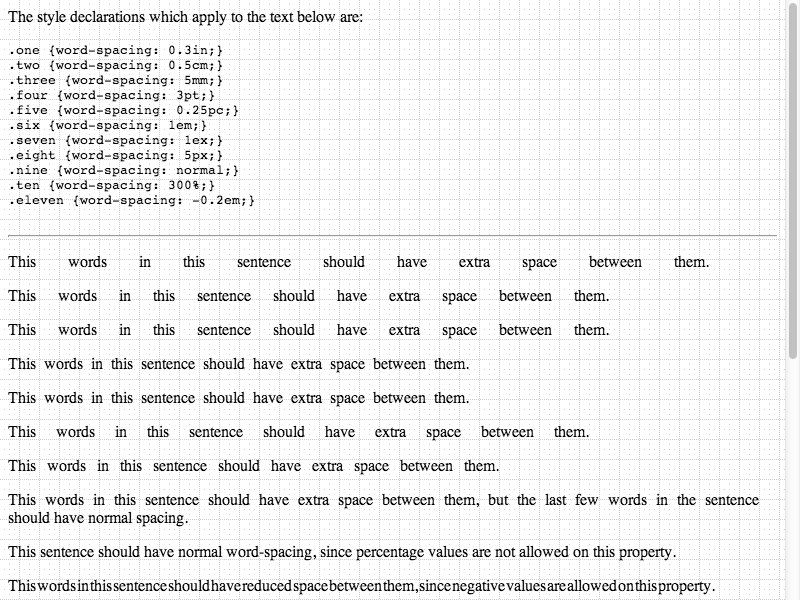 The style declarations which apply to the text below are:
.one {word-spacing: 0.3in;}
.two {word-spacing: 0.5cm;}
.three {word-spacing: 5mm;}
.four {word-spacing: 3pt;}
.five {word-spacing: 0.25pc;}
.six {word-spacing: 1em;}
.seven {word-spacing: 1ex;}
.eight {word-spacing: 5px;}
.nine {word-spacing: normal;}
.ten {word-spacing: 300%;}
.eleven {word-spacing: -0.2em;}
This words in this sentence should have extra space between them.
This words in this sentence should have extra space between them.
This words in this sentence should have extra space between them.
This words in this sentence should have extra space between them.
This words in this sentence should have extra space between them.
This words in this sentence should have extra space between them.
This words in this sentence should have extra space between them.
This words in this sentence should have extra space between them, but the last few words in the sentence
should have normal spacing.
This sentence should have normal word-spacing, since percentage values are not allowed on this property.
This words in this sentence should have reduced space between them, since negative values are allowed on this property.